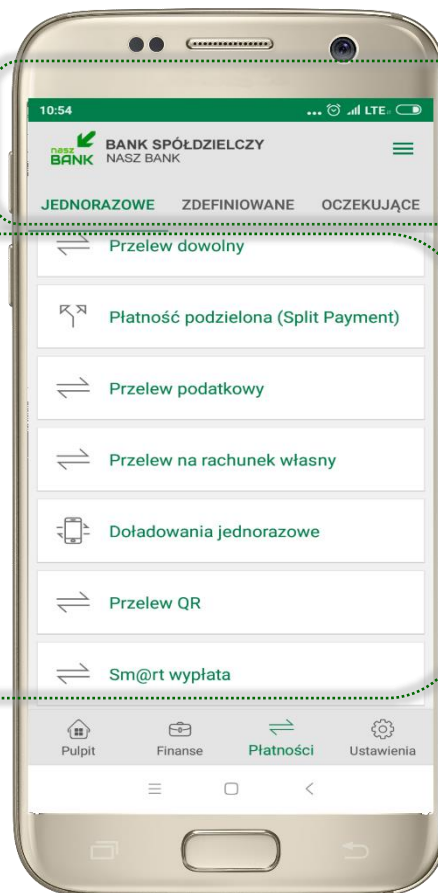 10:54
... LTE
nasz BANK
BANK SPÓŁDZIELCZY
NASZ BANK
JEDNORAZOWE ZDEFINIOWANE OCZEKUJĄCE
Przelew dowolny
Płatność podzielona (Split Payment)
Przelew podatkowy
Przelew na rachunek własny
Doładowania jednorazowe
Przelew QR
Sm@rt wypłata
Pulpit Finanse Płatności Ustawienia